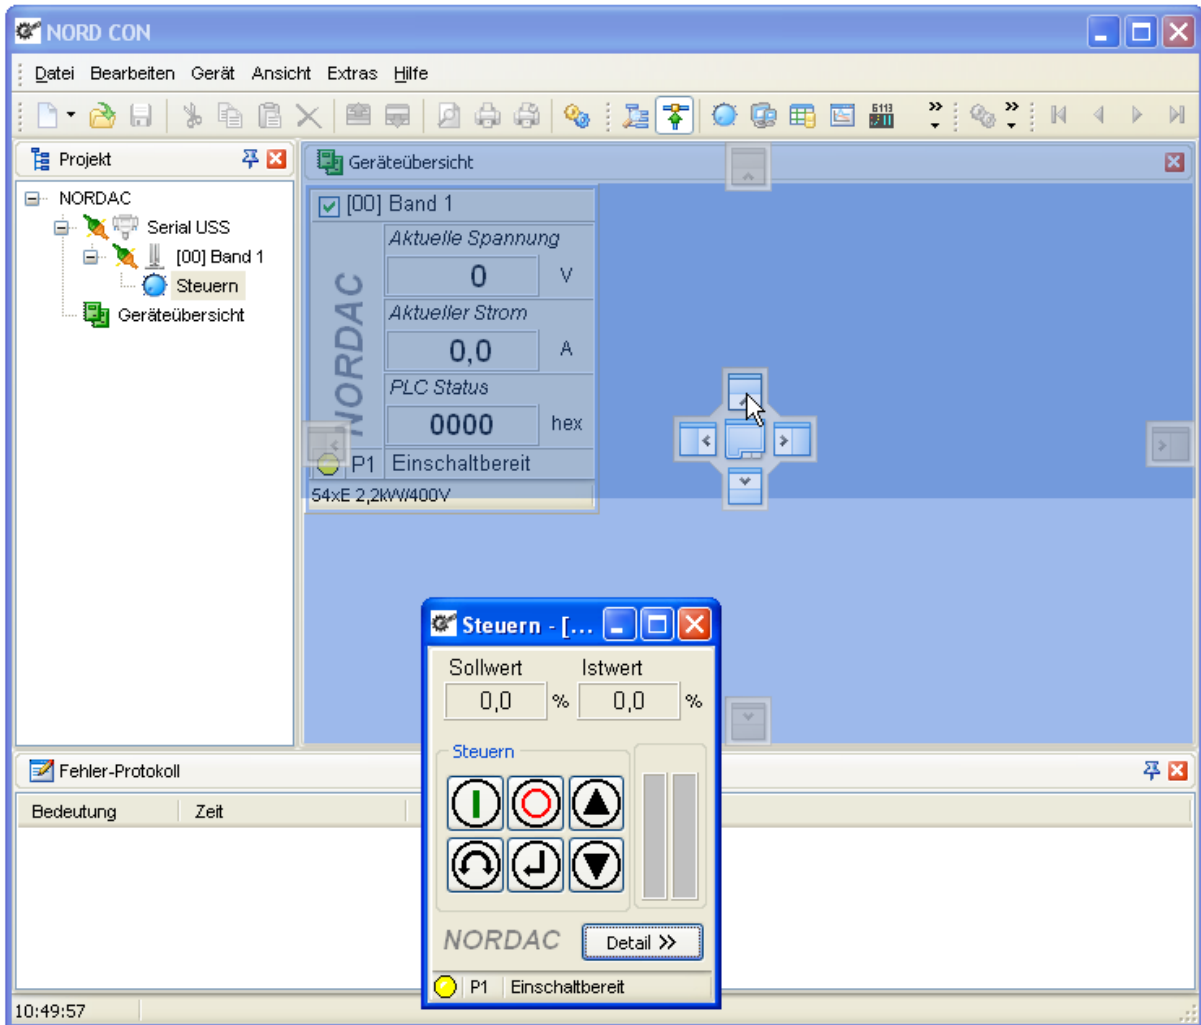 NORD CON
Datei Bearbeiten Gerät Ansicht Extras Hilfe
6113
Projekt
Geräteübersicht
NORDAC
Serial USS
[00] Band 1
Steuern
Geräteübersicht
[00] Band 1
NORDAC
Aktuelle Spannung
0 V
Aktueller Strom
0,0 A
PLC Status
0000 hex
P1 Einschaltbereit
54xE 2,2kW/400V
Steuern - [...
Sollwert Istwert
0,0 % 0,0 %
Steuern
NORDAC Detail >>
P1 Einschaltbereit
Fehler-Protokoll
Bedeutung Zeit
10:49:57